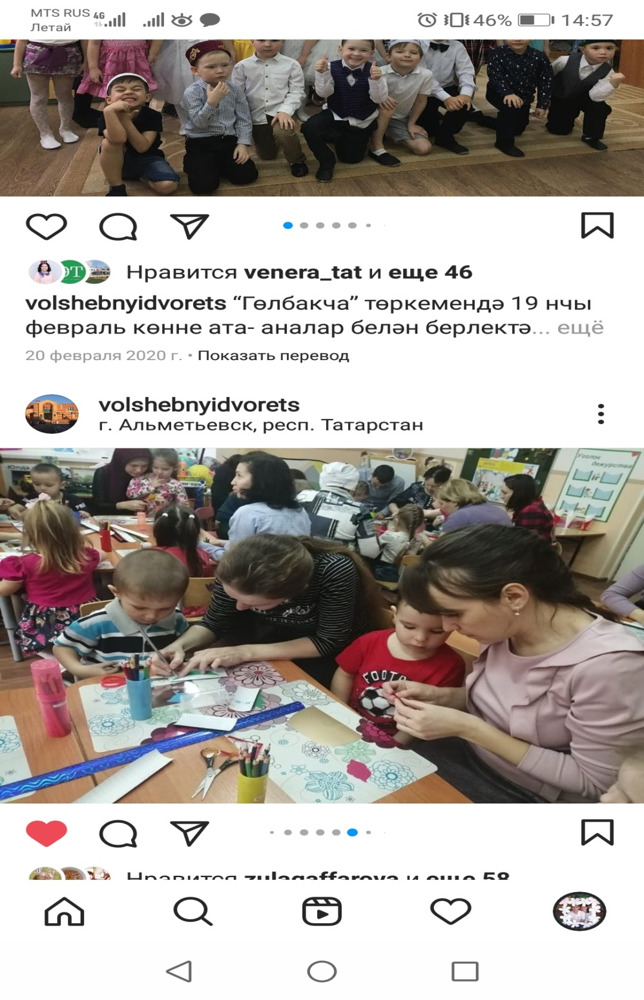 MTS RUS 4G
Летай
46% 14:57
ӘТ
Нравится venera_tat и еще 46
volshebnyidvorets “Гөлбакча” төркемендә 19 нчы
февраль көнне ата- аналар белән берлектә... ещё
20 февраля 2020 г. • Показать перевод
volshebnyidvorets
г. Альметьевск, респ. Татарстан
Уголок
дежурства
FOOT
Нравится zulagaffarova и еще 58